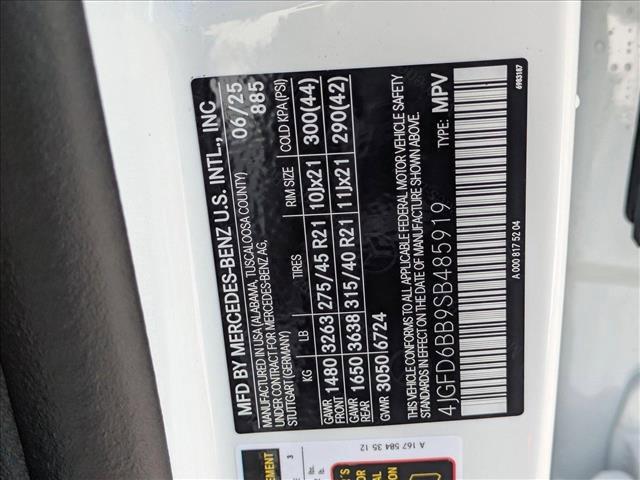 MFD BY MERCEDES-BENZ U.S. INTL., INC
MANUFACTURED IN USA (ALABAMA, TUSCALOOSA COUNTY)
UNDER CONTRACT FOR MERCEDES-BENZ AG,
STUTTGART (GERMANY)
06/25
885
KG LB TIRES RIM SIZE COLD KPA (PSI)
GAWR FRONT 1480 3263 275/45 R21 10Jx21 300(44)
GAWR REAR 1650 3638 315/40 R21 11Jx21 290(42)
GVWR 3050 6724
THIS VEHICLE CONFORMS TO ALL APPLICABLE FEDERAL MOTOR VEHICLE SAFETY
STANDARDS IN EFFECT ON THE DATE OF MANUFACTURE SHOWN ABOVE.
4JGFD6BB9SB485919 TYPE: MPV
A 000 817 52 04
6983187
A 167 584 35 12
3